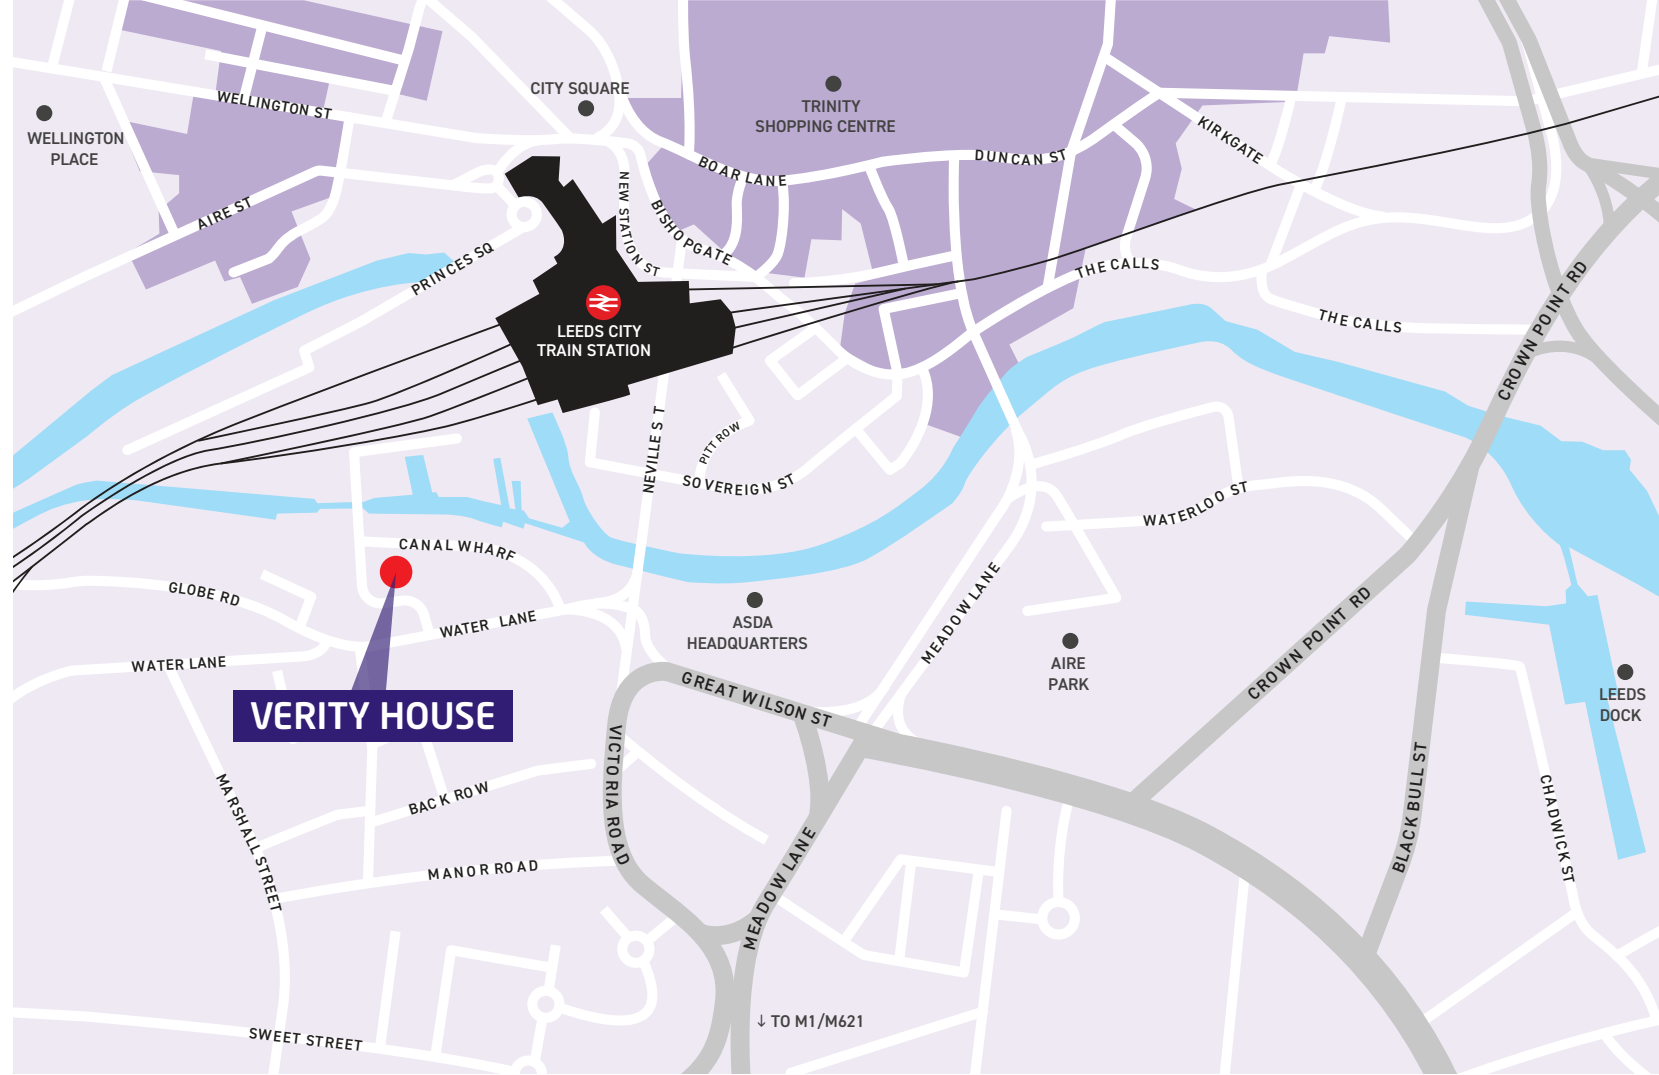 CITY SQUARE
TRINITY
SHOPPING CENTRE
WELLINGTON ST
WELLINGTON
PLACE
KIRKGATE
DUNCAN ST
BOAR LANE
NEW STATION ST
BISHOPGATE
AIRE ST
PRINCES SQ
THE CALLS
THE CALLS
CROWN POINT RD
LEEDS CITY
TRAIN STATION
NEVILLE ST
PITT ROW
SOVEREIGN ST
WATERLOO ST
CANAL WHARF
GLOBE RD
WATER LANE
WATER LANE
ASDA
HEADQUARTERS
MEADOW LANE
AIRE
PARK
CROWN POINT RD
LEEDS
DOCK
VERITY HOUSE
GREAT WILSON ST
VICTORIA ROAD
BLACK BULL ST
CHADWICK ST
MARSHALL STREET
BACK ROW
MANOR ROAD
MEADOW LANE
↓ TO M1/M621
SWEET STREET